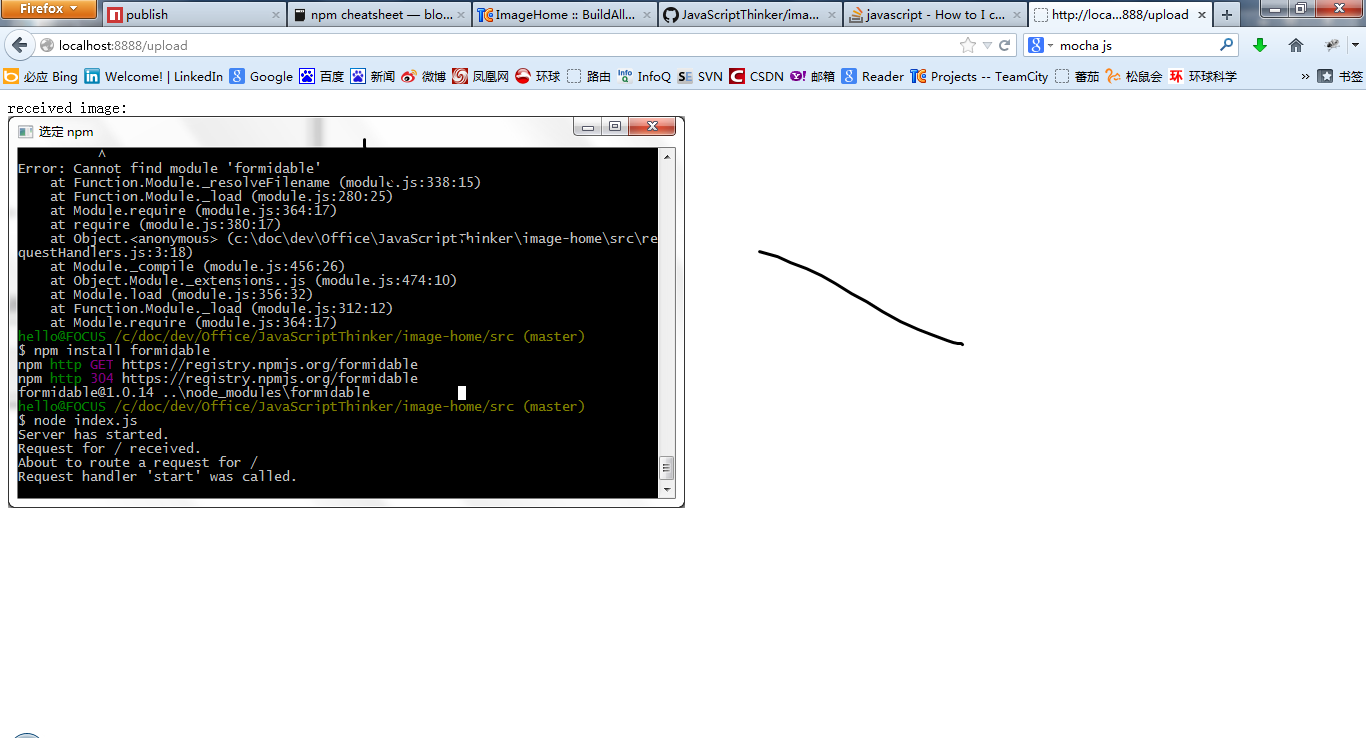 Firefox
publish
npm cheatsheet — blo...
ImageHome :: BuildAll...
JavaScriptThinker/ima...
javascript - How to I c...
http://loca...888/upload
localhost:8888/upload
mocha js
必应 Bing
Welcome! | LinkedIn
Google
百度
新闻
微博
凤凰网
环球
路由
InfoQ
SVN
CSDN
邮箱
Reader
Projects -- TeamCity
蕃茄
松鼠会
环球科学
»
书签
received image:
选定 npm
^
Error: Cannot find module 'formidable'
at Function.Module._resolveFilename (module.js:338:15)
at Function.Module._load (module.js:280:25)
at Module.require (module.js:364:17)
at require (module.js:380:17)
at Object.<anonymous> (c:\doc\dev\Office\JavaScriptThinker\image-home\src\re
questHandlers.js:3:18)
at Module._compile (module.js:456:26)
at Object.Module._extensions..js (module.js:474:10)
at Module.load (module.js:356:32)
at Function.Module._load (module.js:312:12)
at Module.require (module.js:364:17)
hello@FOCUS /c/doc/dev/Office/JavaScriptThinker/image-home/src (master)
$ npm install formidable
npm http GET https://registry.npmjs.org/formidable
npm http 304 https://registry.npmjs.org/formidable
formidable@1.0.14 ..\node_modules\formidable
hello@FOCUS /c/doc/dev/Office/JavaScriptThinker/image-home/src (master)
$ node index.js
Server has started.
Request for / received.
About to route a request for /
Request handler 'start' was called.